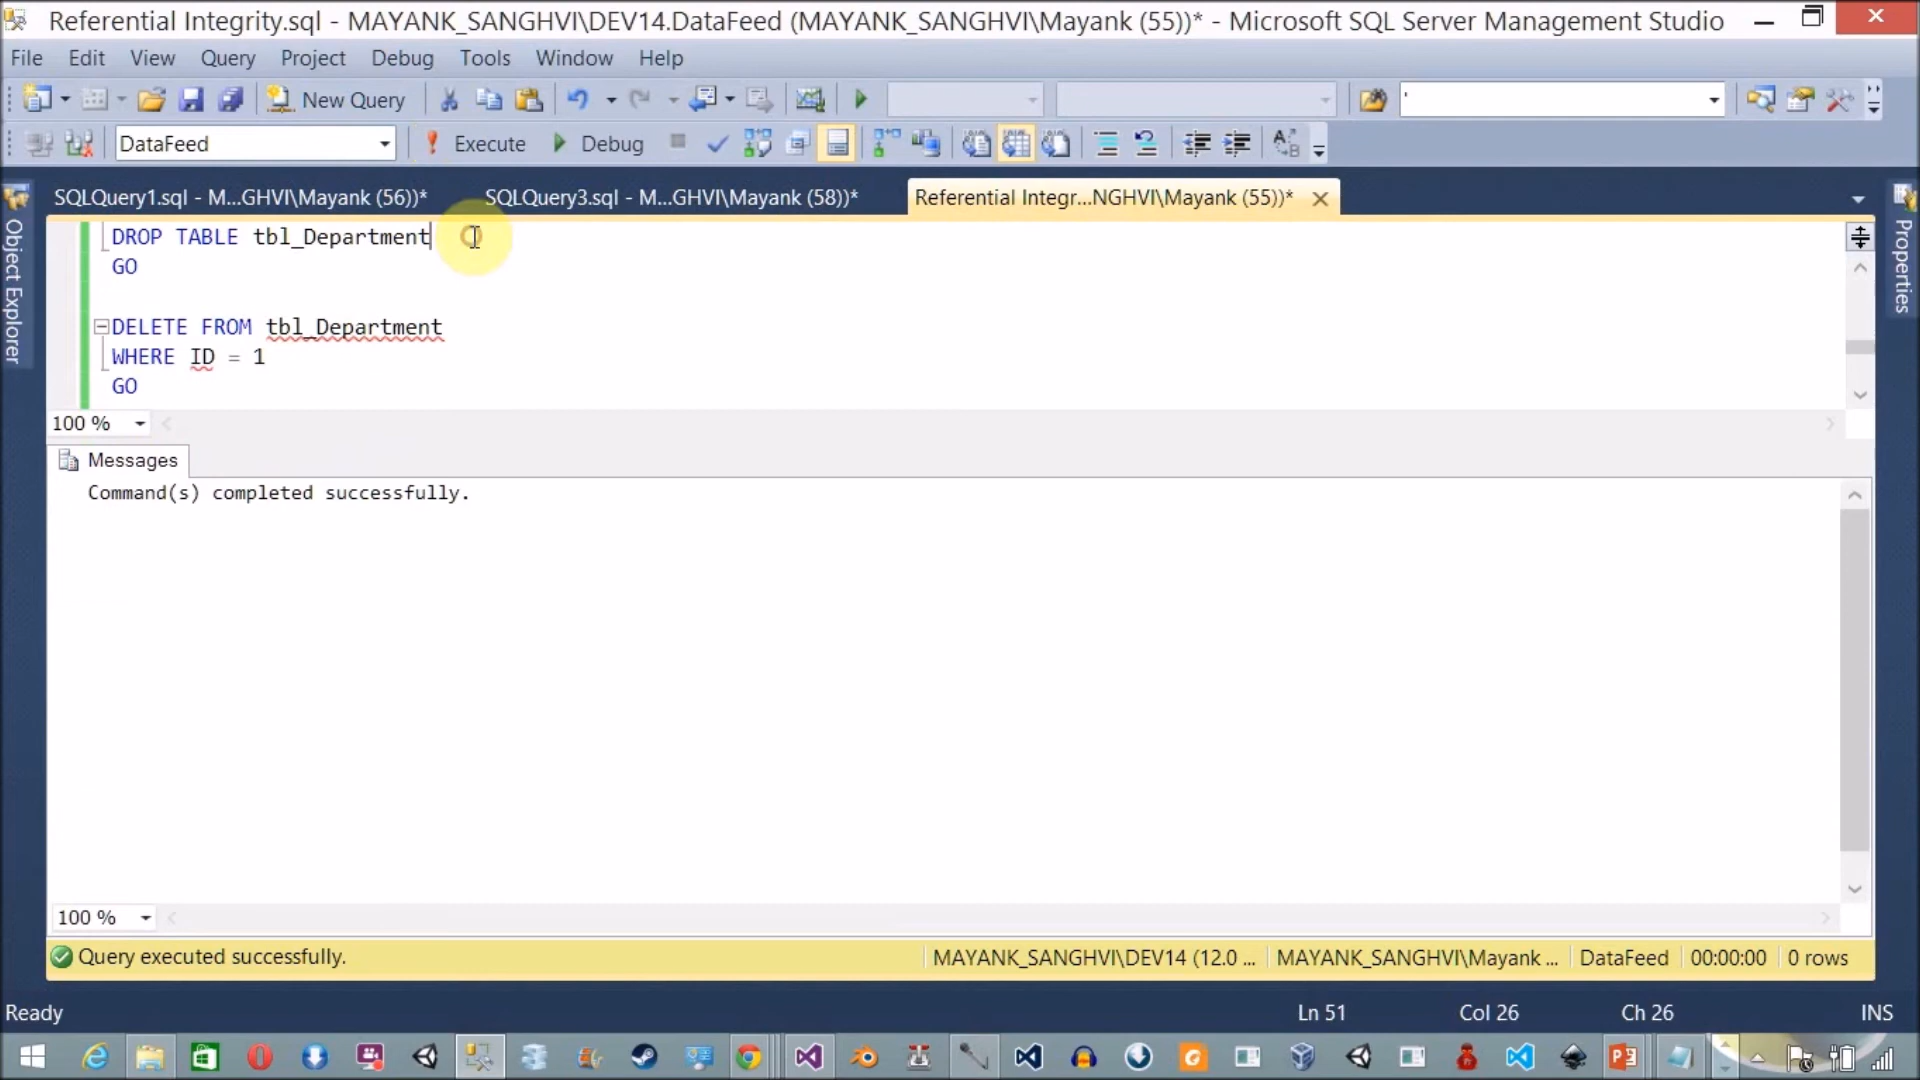 Referential Integrity.sql - MAYANK_SANGHVI\DEV14.DataFeed (MAYANK_SANGHVI\Mayank (55))* - Microsoft SQL Server Management Studio
File Edit View Query Project Debug Tools Window Help
New Query '
DataFeed Execute Debug
SQLQuery1.sql - M...GHVI\Mayank (56))* SQLQuery3.sql - M...GHVI\Mayank (58))* Referential Integr...NGHVI\Mayank (55))*
Object Explorer
Properties
DROP TABLE tbl_Department
GO
DELETE FROM tbl_Department
WHERE ID = 1
GO
100 %
Messages
Command(s) completed successfully.
100 %
Query executed successfully. MAYANK_SANGHVI\DEV14 (12.0 ... MAYANK_SANGHVI\Mayank ... DataFeed 00:00:00 0 rows
Ready Ln 51 Col 26 Ch 26 INS